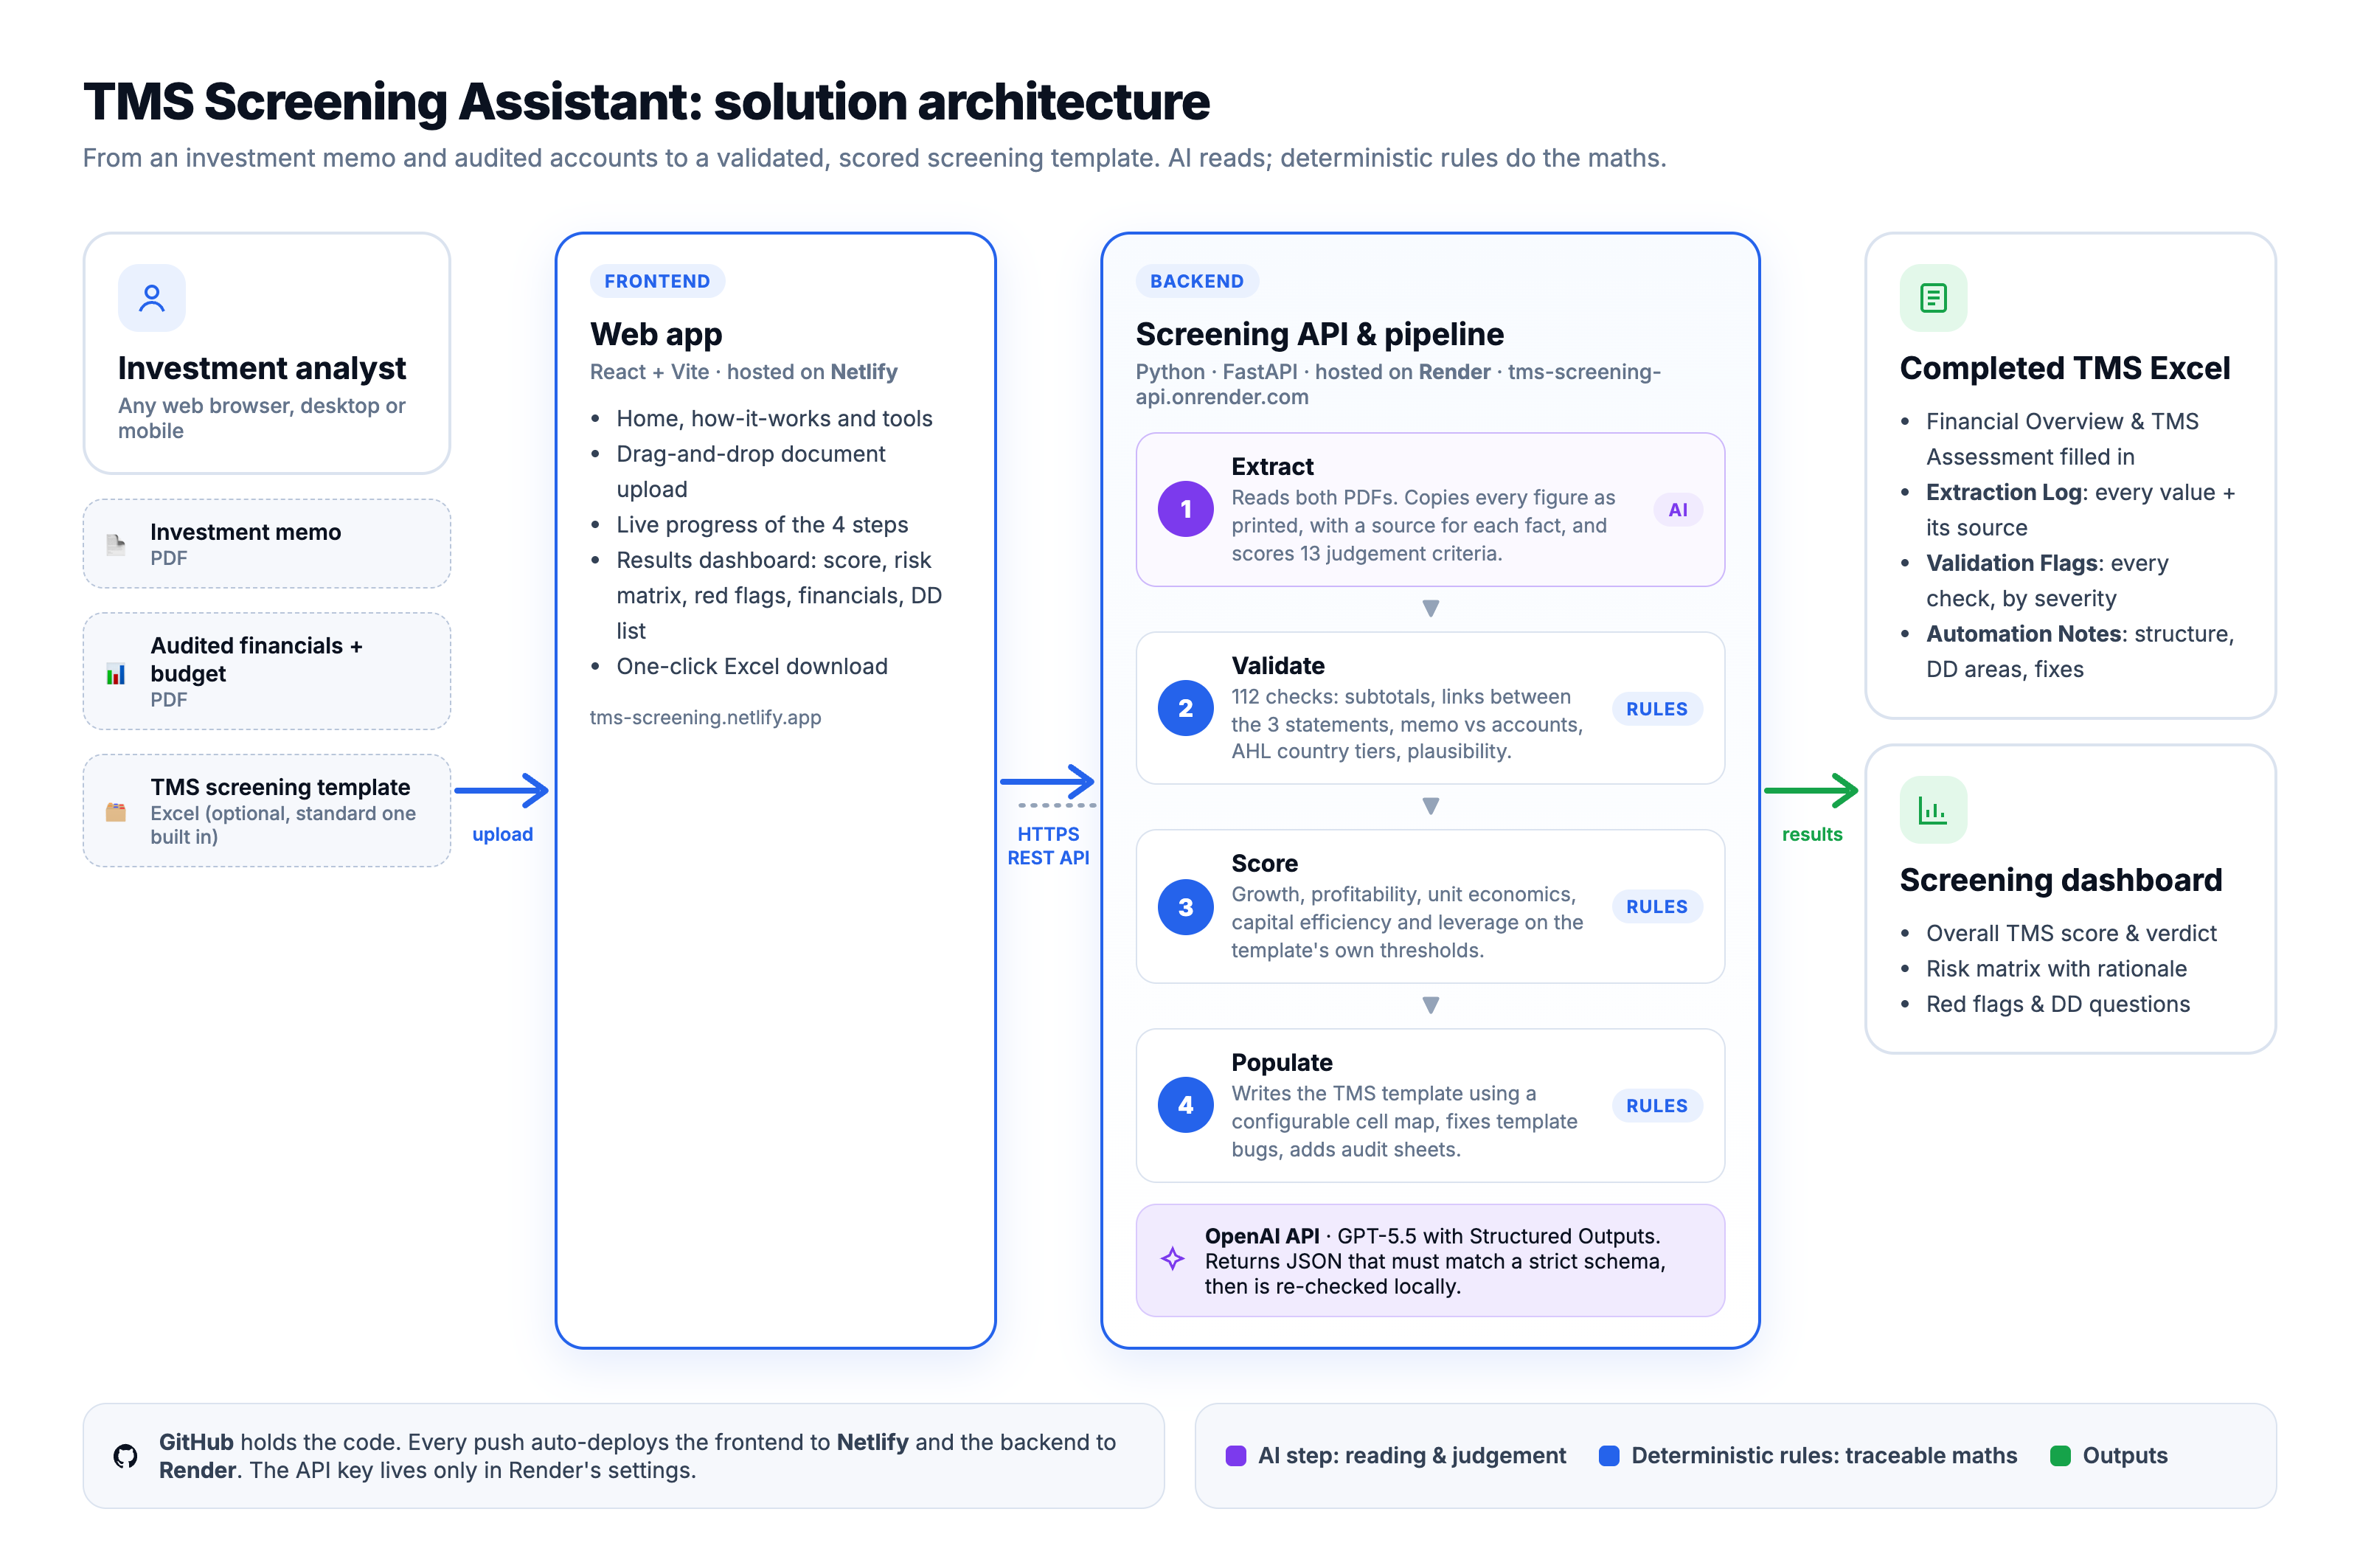 TMS Screening Assistant: solution architecture
From an investment memo and audited accounts to a validated, scored screening template. AI reads; deterministic rules do the maths.
Investment analyst
Any web browser, desktop or
mobile
Investment memo
PDF
Audited financials +
budget
PDF
TMS screening template
Excel (optional, standard one
built in)
upload
FRONTEND
Web app
React + Vite · hosted on Netlify
• Home, how-it-works and tools
• Drag-and-drop document
upload
• Live progress of the 4 steps
• Results dashboard: score, risk
matrix, red flags, financials, DD
list
• One-click Excel download
tms-screening.netlify.app
HTTPS
REST API
BACKEND
Screening API & pipeline
Python · FastAPI · hosted on Render · tms-screening-
api.onrender.com
1
Extract
Reads both PDFs. Copies every figure as
printed, with a source for each fact, and
scores 13 judgement criteria.
AI
2
Validate
112 checks: subtotals, links between
the 3 statements, memo vs accounts,
AHL country tiers, plausibility.
RULES
3
Score
Growth, profitability, unit economics,
capital efficiency and leverage on the
template's own thresholds.
RULES
4
Populate
Writes the TMS template using a
configurable cell map, fixes template
bugs, adds audit sheets.
RULES
OpenAI API · GPT-5.5 with Structured Outputs.
Returns JSON that must match a strict schema,
then is re-checked locally.
results
Completed TMS Excel
• Financial Overview & TMS
Assessment filled in
• Extraction Log: every value +
its source
• Validation Flags: every
check, by severity
• Automation Notes: structure,
DD areas, fixes
Screening dashboard
• Overall TMS score & verdict
• Risk matrix with rationale
• Red flags & DD questions
GitHub holds the code. Every push auto-deploys the frontend to Netlify and the backend to
Render. The API key lives only in Render's settings.
AI step: reading & judgement
Deterministic rules: traceable maths
Outputs